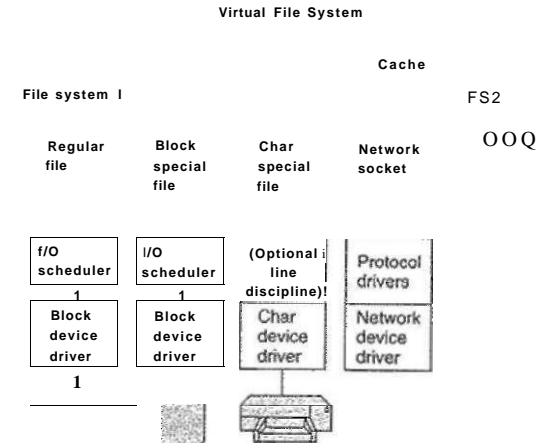 Virtual File System
Cache
File system I
FS2
Regular
file
Block
special
file
Char
special
file
Network
socket
OOQ
f/O
scheduler
1
I/O
scheduler
1
(Optional i
line
discipline)!
Protocol
drivers
Block
device
driver
1
Block
device
driver
Char
device
driver
Network
device
driver